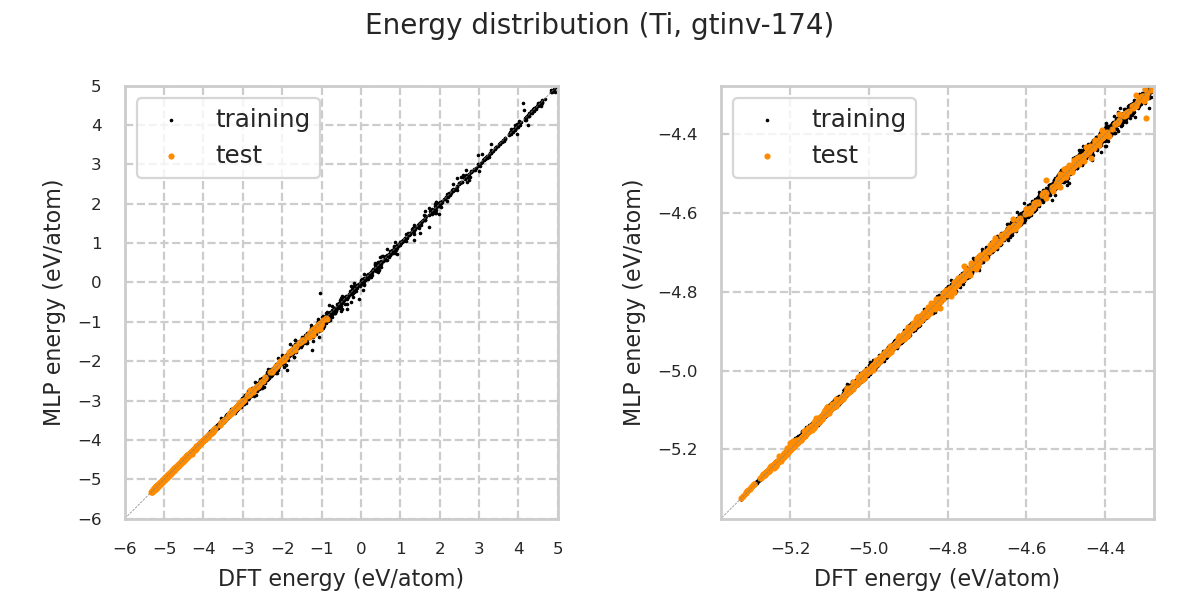 Energy distribution (Ti, gtinv-174)
training
test
5
4
3
2
1
0
−1
−2
−3
−4
−5
−6
−6 −5 −4 −3 −2 −1 0 1 2 3 4 5
MLP energy (eV/atom)
DFT energy (eV/atom)
training
test
−4.4
−4.6
−4.8
−5.0
−5.2
−5.2 −5.0 −4.8 −4.6 −4.4
MLP energy (eV/atom)
DFT energy (eV/atom)